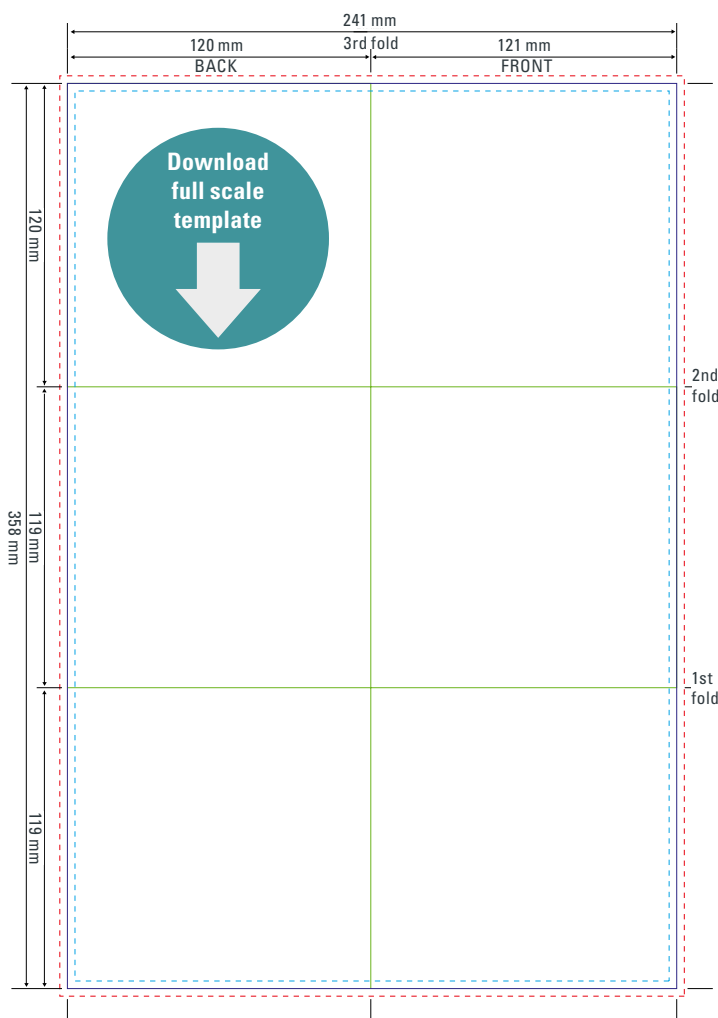 241 mm
120 mm
3rd fold
121 mm
BACK
FRONT
Download
full scale
template
120 mm
2nd
fold
119 mm
358 mm
1st
fold
119 mm